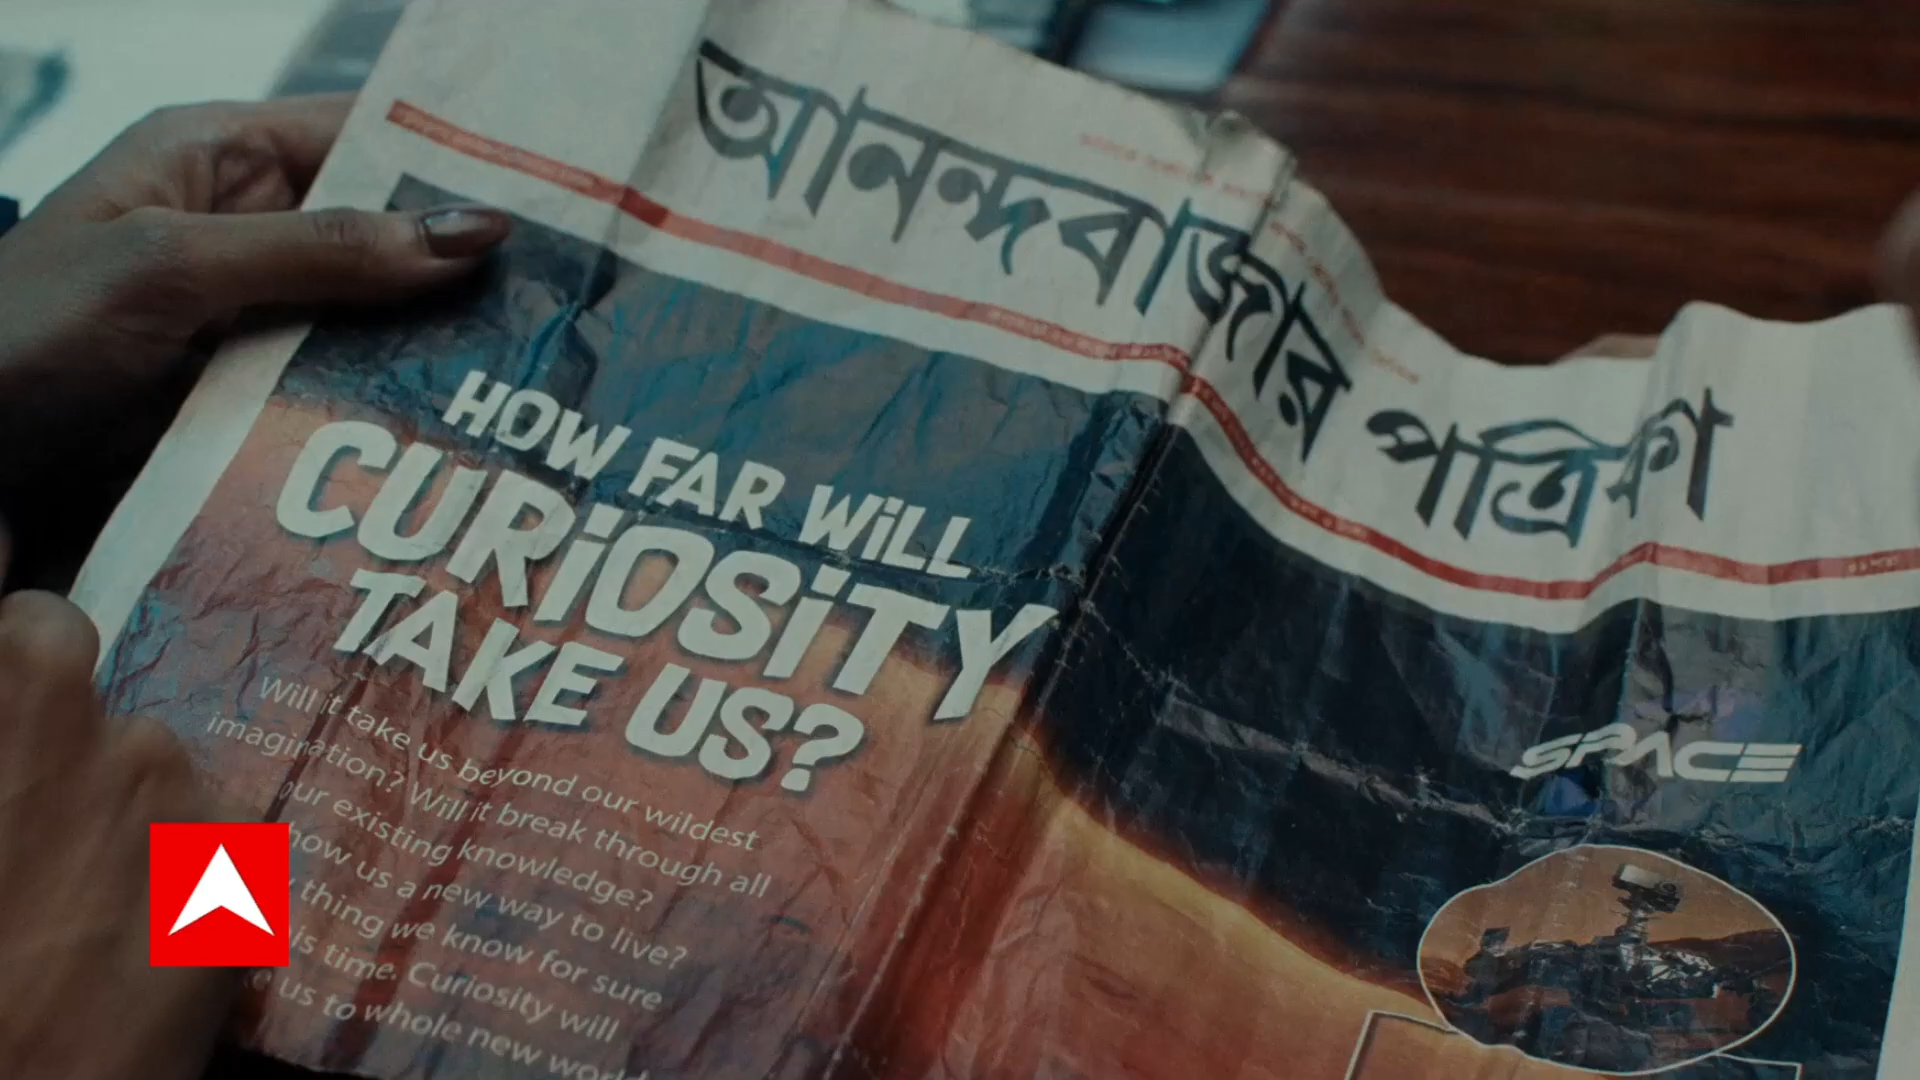 আনন্দবাজার পত্রিকা
HOW FAR WiLL
CURiOSiTY
TAKE US?
Will it take us beyond our wildest
imagination? Will it break through all
our existing knowledge?
how us a new way to live?
thing we know for sure
is time. Curiosity will
us to whole new
SPACE